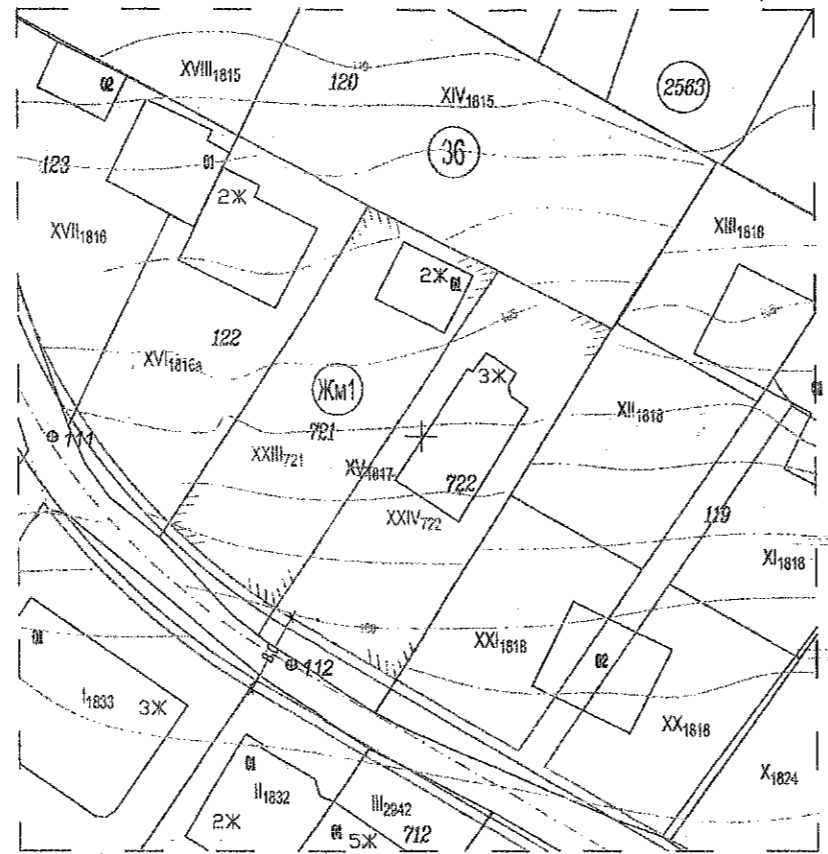 XVIII1815
120
XIV1815
2563
02
36
123
01
2Ж
XVII1816
XIII1818
2Ж 01
122
XVI1816а
3Ж
Жм1
721
XII1818
111
XXIII721
XV1817
722
119
XXIV722
XI1818
01
XXI1818
02
112
I1833
3Ж
XX1818
01
II1832
X1824
III2942
2Ж
01 5Ж
712